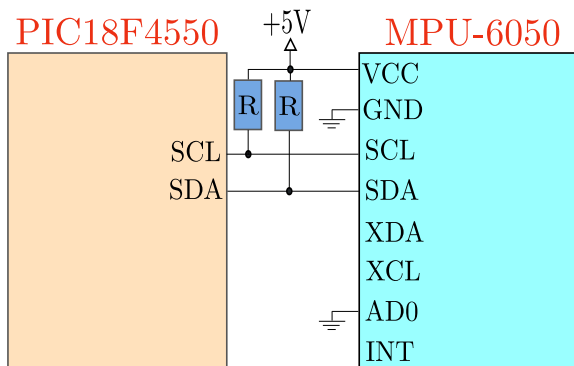 PIC18F4550
+5V
MPU-6050
R
R
SCL
SDA
VCC
GND
SCL
SDA
XDA
XCL
AD0
INT